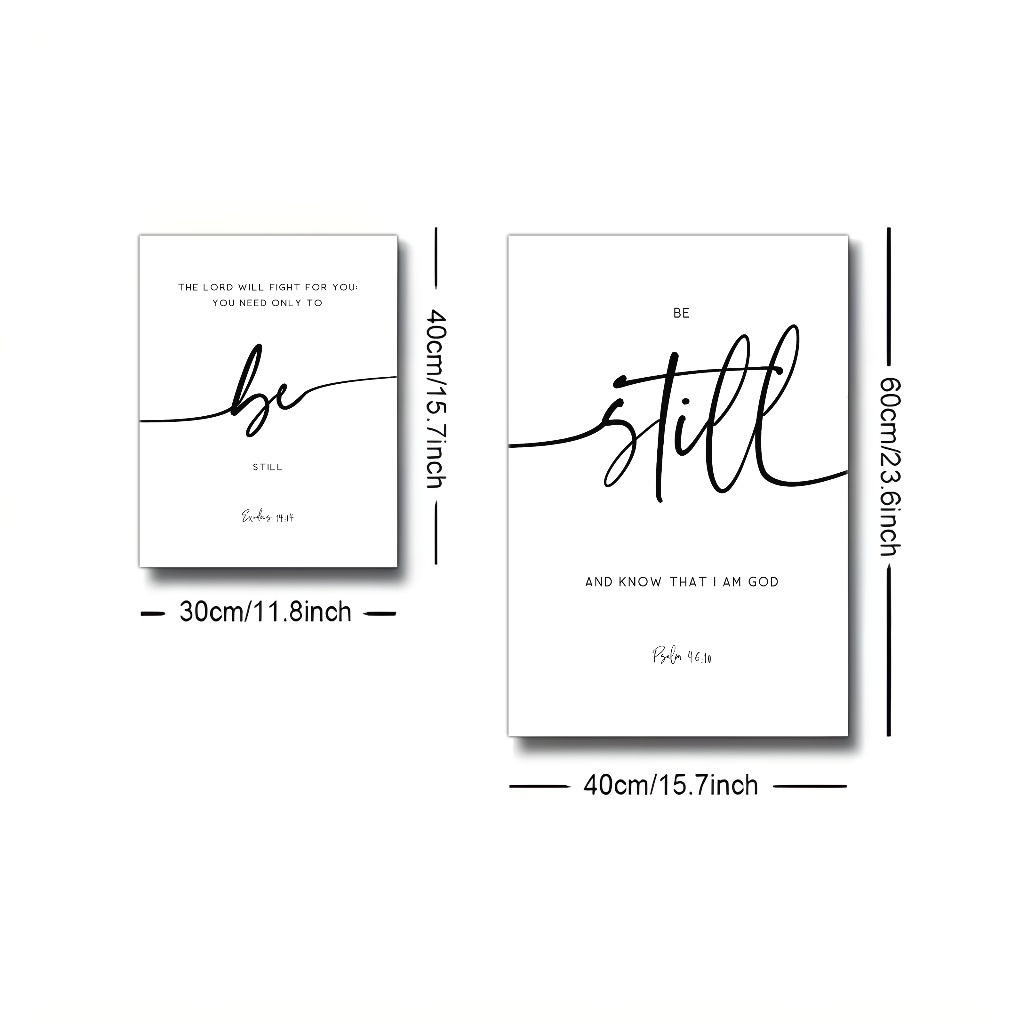 THE LORD WILL FIGHT FOR YOU:
YOU NEED ONLY TO
be
STILL
Exodus 14.14
40cm/15.7inch
30cm/11.8inch
BE
still
AND KNOW THAT I AM GOD
Psalm 46.10
60cm/23.6inch
40cm/15.7inch